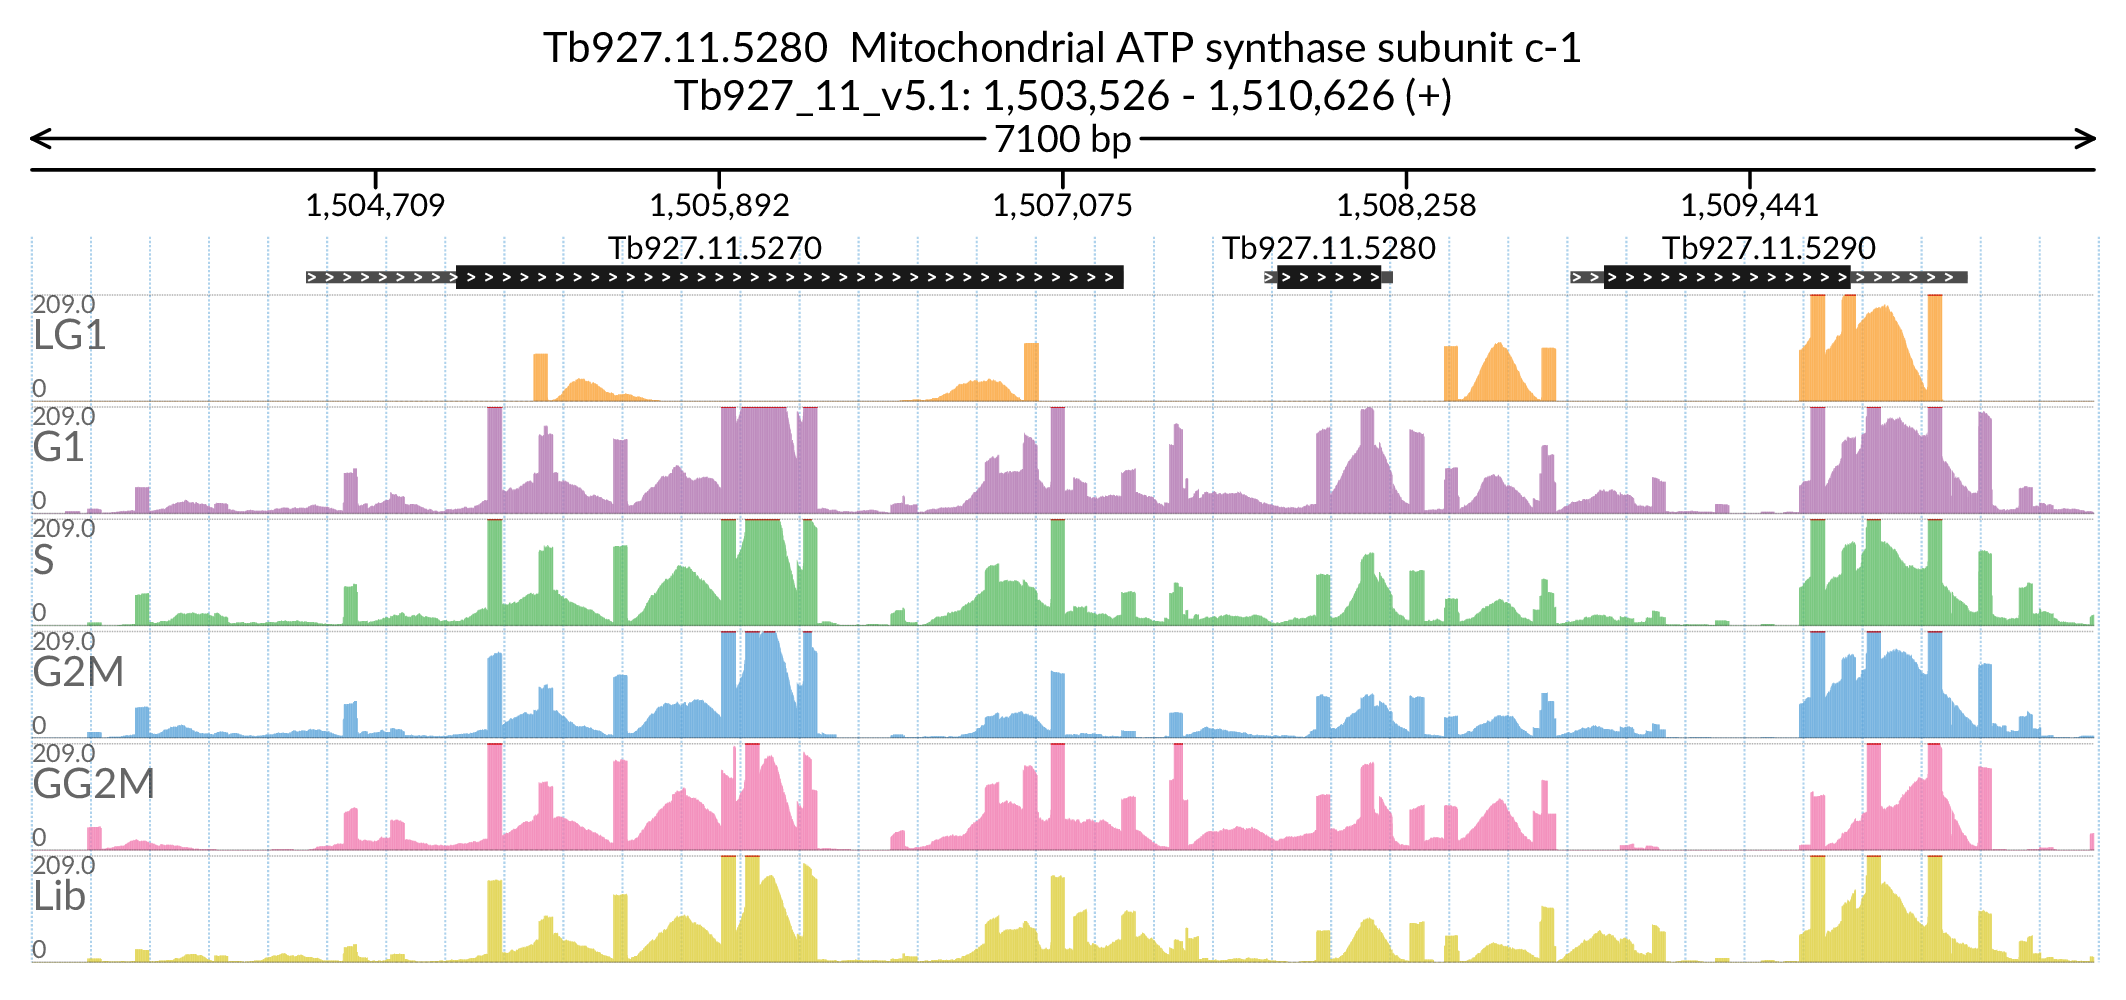 Tb927.11.5280  Mitochondrial ATP synthase subunit c-1
Tb927_11_v5.1: 1,503,526 - 1,510,626 (+)
7100 bp
1,504,709 1,505,892 1,507,075 1,508,258 1,509,441
Tb927.11.5270 Tb927.11.5280 Tb927.11.5290
209.0
LG1
0
209.0
G1
0
209.0
S
0
209.0
G2M
0
209.0
GG2M
0
209.0
Lib
0